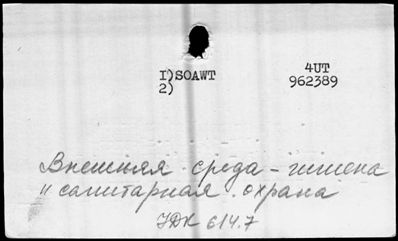 1)SOAWT 4UT
2) 962389
Внешняя среда – гигиена
и санитарная охрана
УДК 614.7